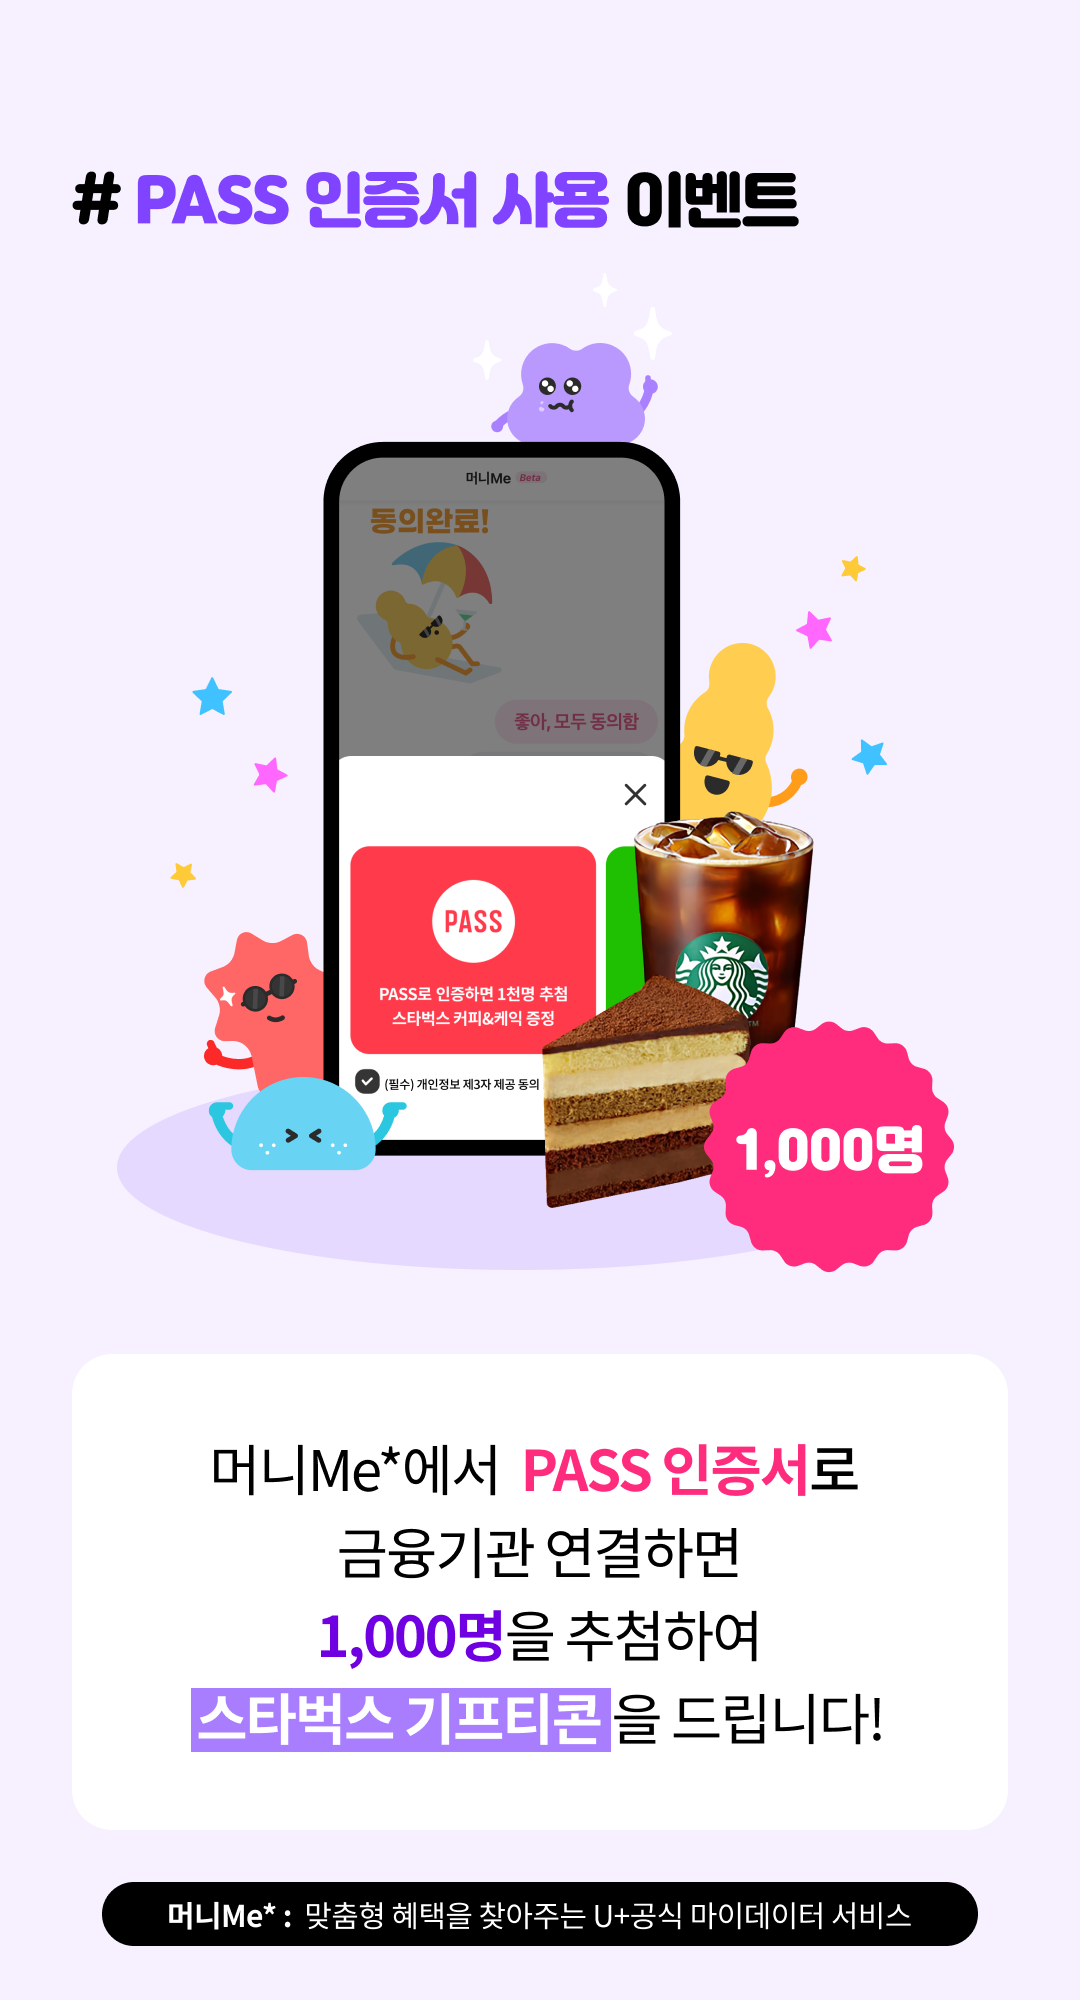 # PASS 인증서 사용 이벤트
머니Me Beta
동의완료!
좋아, 모두 동의함
PASS
PASS로 인증하면 1천명 추첨
스타벅스 커피&케익 증정
(필수) 개인정보 제3자 제공 동의
TM
1,000명
머니Me*에서 PASS 인증서로
금융기관 연결하면
1,000명을 추첨하여
스타벅스 기프티콘을 드립니다!
머니Me* : 맞춤형 혜택을 찾아주는 U+공식 마이데이터 서비스